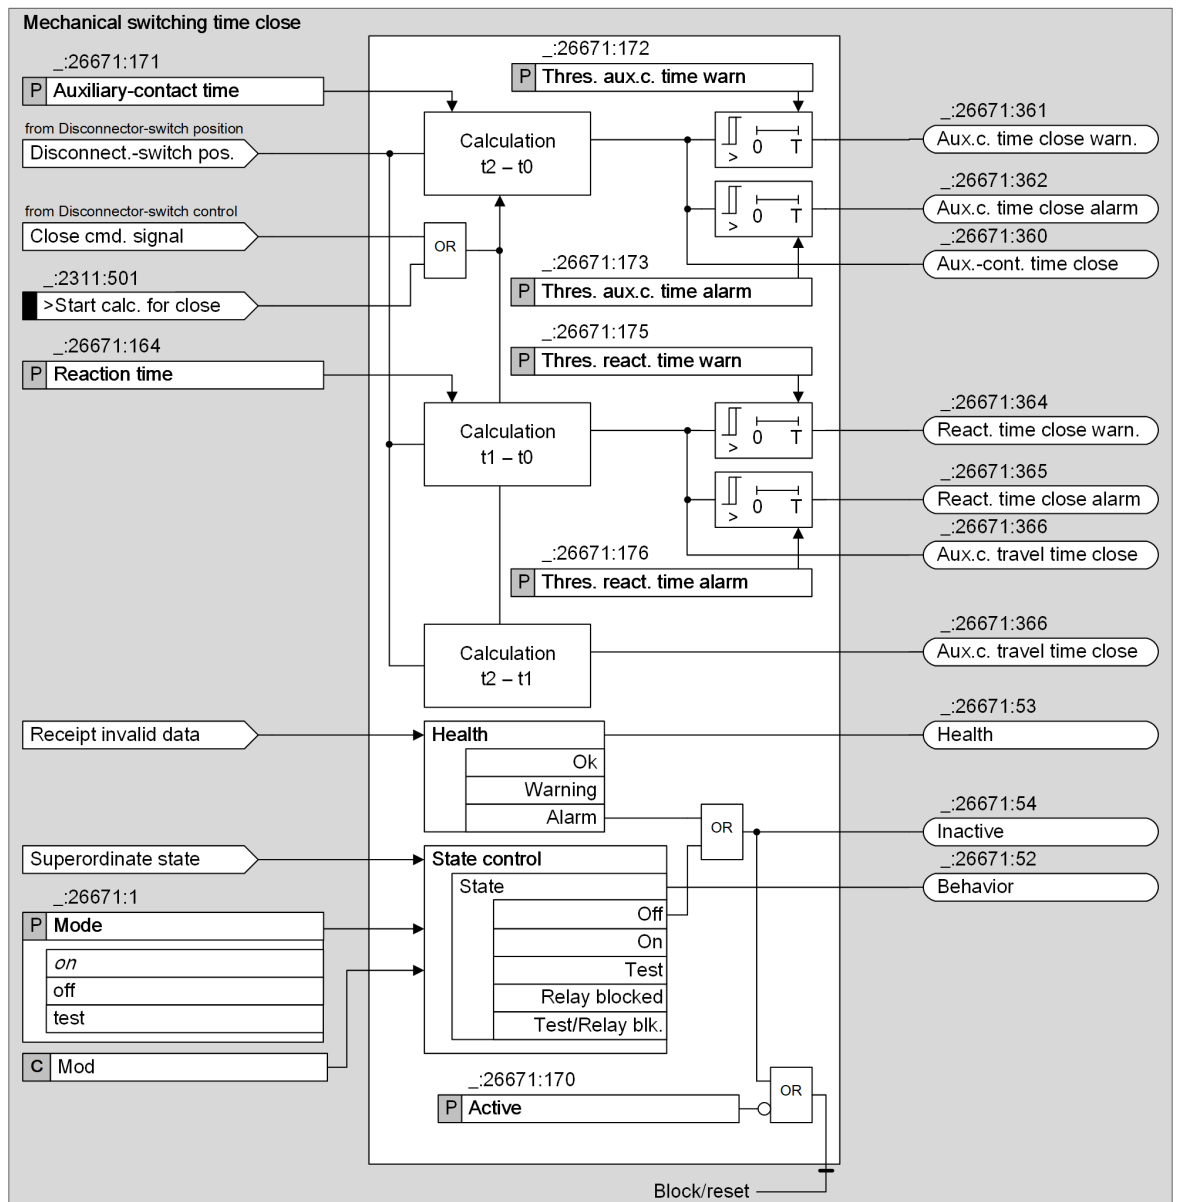 Mechanical switching time close
_:26671:171
P Auxiliary-contact time
from Disconnector-switch position
Disconnect.-switch pos.
from Disconnector-switch control
Close cmd. signal
_:2311:501
>Start calc. for close
_:26671:164
P Reaction time
Calculation
t2 – t0
OR
_:26671:172
P Thres. aux.c. time warn
> 0 T
> 0 T
_:26671:173
P Thres. aux.c. time alarm
_:26671:361
Aux.c. time close warn.
_:26671:362
Aux.c. time close alarm
_:26671:360
Aux.-cont. time close
_:26671:175
P Thres. react. time warn
Calculation
t1 – t0
> 0 T
> 0 T
_:26671:176
P Thres. react. time alarm
_:26671:364
React. time close warn.
_:26671:365
React. time close alarm
_:26671:366
Aux.c. travel time close
Calculation
t2 – t1
_:26671:366
Aux.c. travel time close
Receipt invalid data
Health
Ok
Warning
Alarm
_:26671:53
Health
OR
_:26671:54
Inactive
Superordinate state
State control
State
Off
On
Test
Relay blocked
Test/Relay blk.
_:26671:52
Behavior
_:26671:1
P Mode
on
off
test
C Mod
_:26671:170
P Active
OR
Block/reset